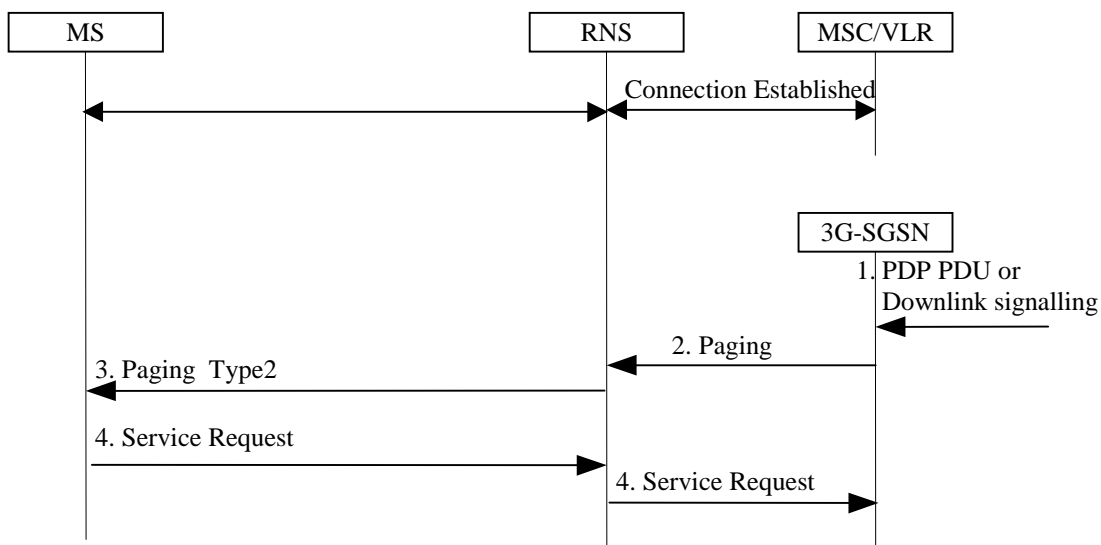 MS
RNS
MSC/VLR
Connection Established
3G-SGSN
1. PDP PDU or
Downlink signalling
2. Paging
3. Paging Type2
4. Service Request
4. Service Request